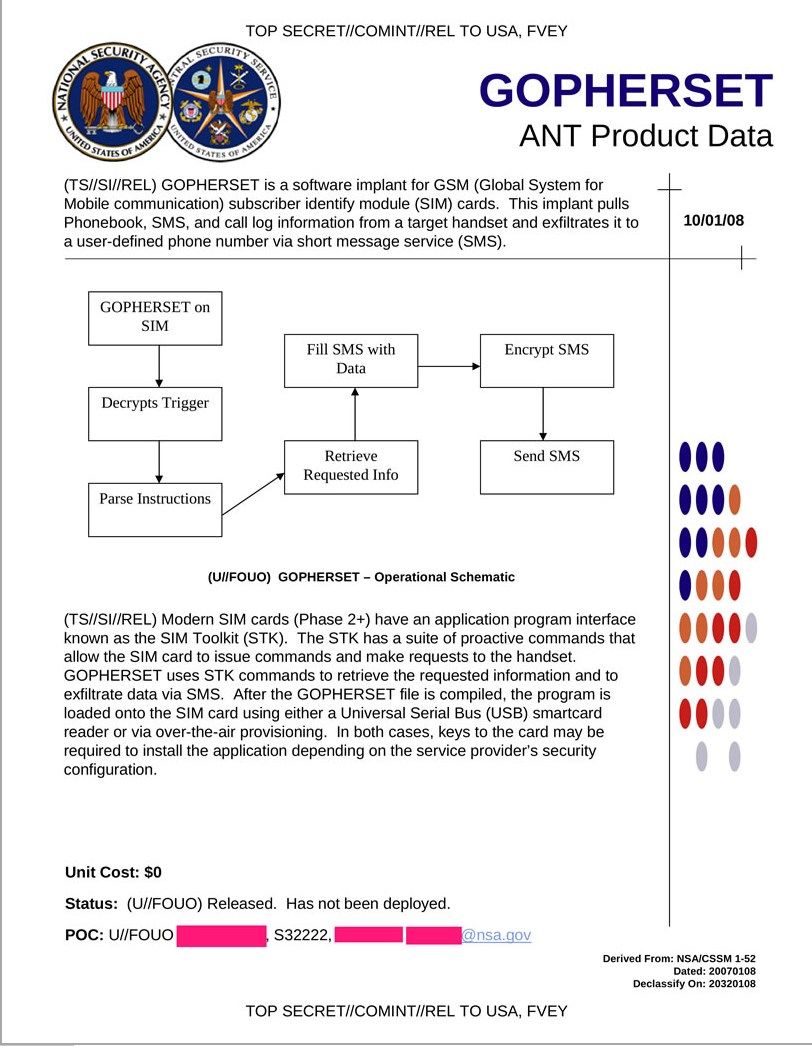 TOP SECRET//COMINT//REL TO USA, FVEY
NATIONAL SECURITY AGENCY
UNITED STATES OF AMERICA
TRAL SECURITY SERVICE
UNITED STATES OF AMERICA
GOPHERSET
ANT Product Data
(TS//SI//REL) GOPHERSET is a software implant for GSM (Global System for
Mobile communication) subscriber identify module (SIM) cards. This implant pulls
Phonebook, SMS, and call log information from a target handset and exfiltrates it to
a user-defined phone number via short message service (SMS).
10/01/08
GOPHERSET on
SIM
Decrypts Trigger
Parse Instructions
Retrieve
Requested Info
Fill SMS with
Data
Encrypt SMS
Send SMS
(U//FOUO) GOPHERSET – Operational Schematic
(TS//SI//REL) Modern SIM cards (Phase 2+) have an application program interface
known as the SIM Toolkit (STK). The STK has a suite of proactive commands that
allow the SIM card to issue commands and make requests to the handset.
GOPHERSET uses STK commands to retrieve the requested information and to
exfiltrate data via SMS. After the GOPHERSET file is compiled, the program is
loaded onto the SIM card using either a Universal Serial Bus (USB) smartcard
reader or via over-the-air provisioning. In both cases, keys to the card may be
required to install the application depending on the service provider's security
configuration.
Unit Cost: $0
Status: (U//FOUO) Released. Has not been deployed.
POC: U//FOUO , S32222, @nsa.gov
Derived From: NSA/CSSM 1-52
Dated: 20070108
Declassify On: 20320108
TOP SECRET//COMINT//REL TO USA, FVEY